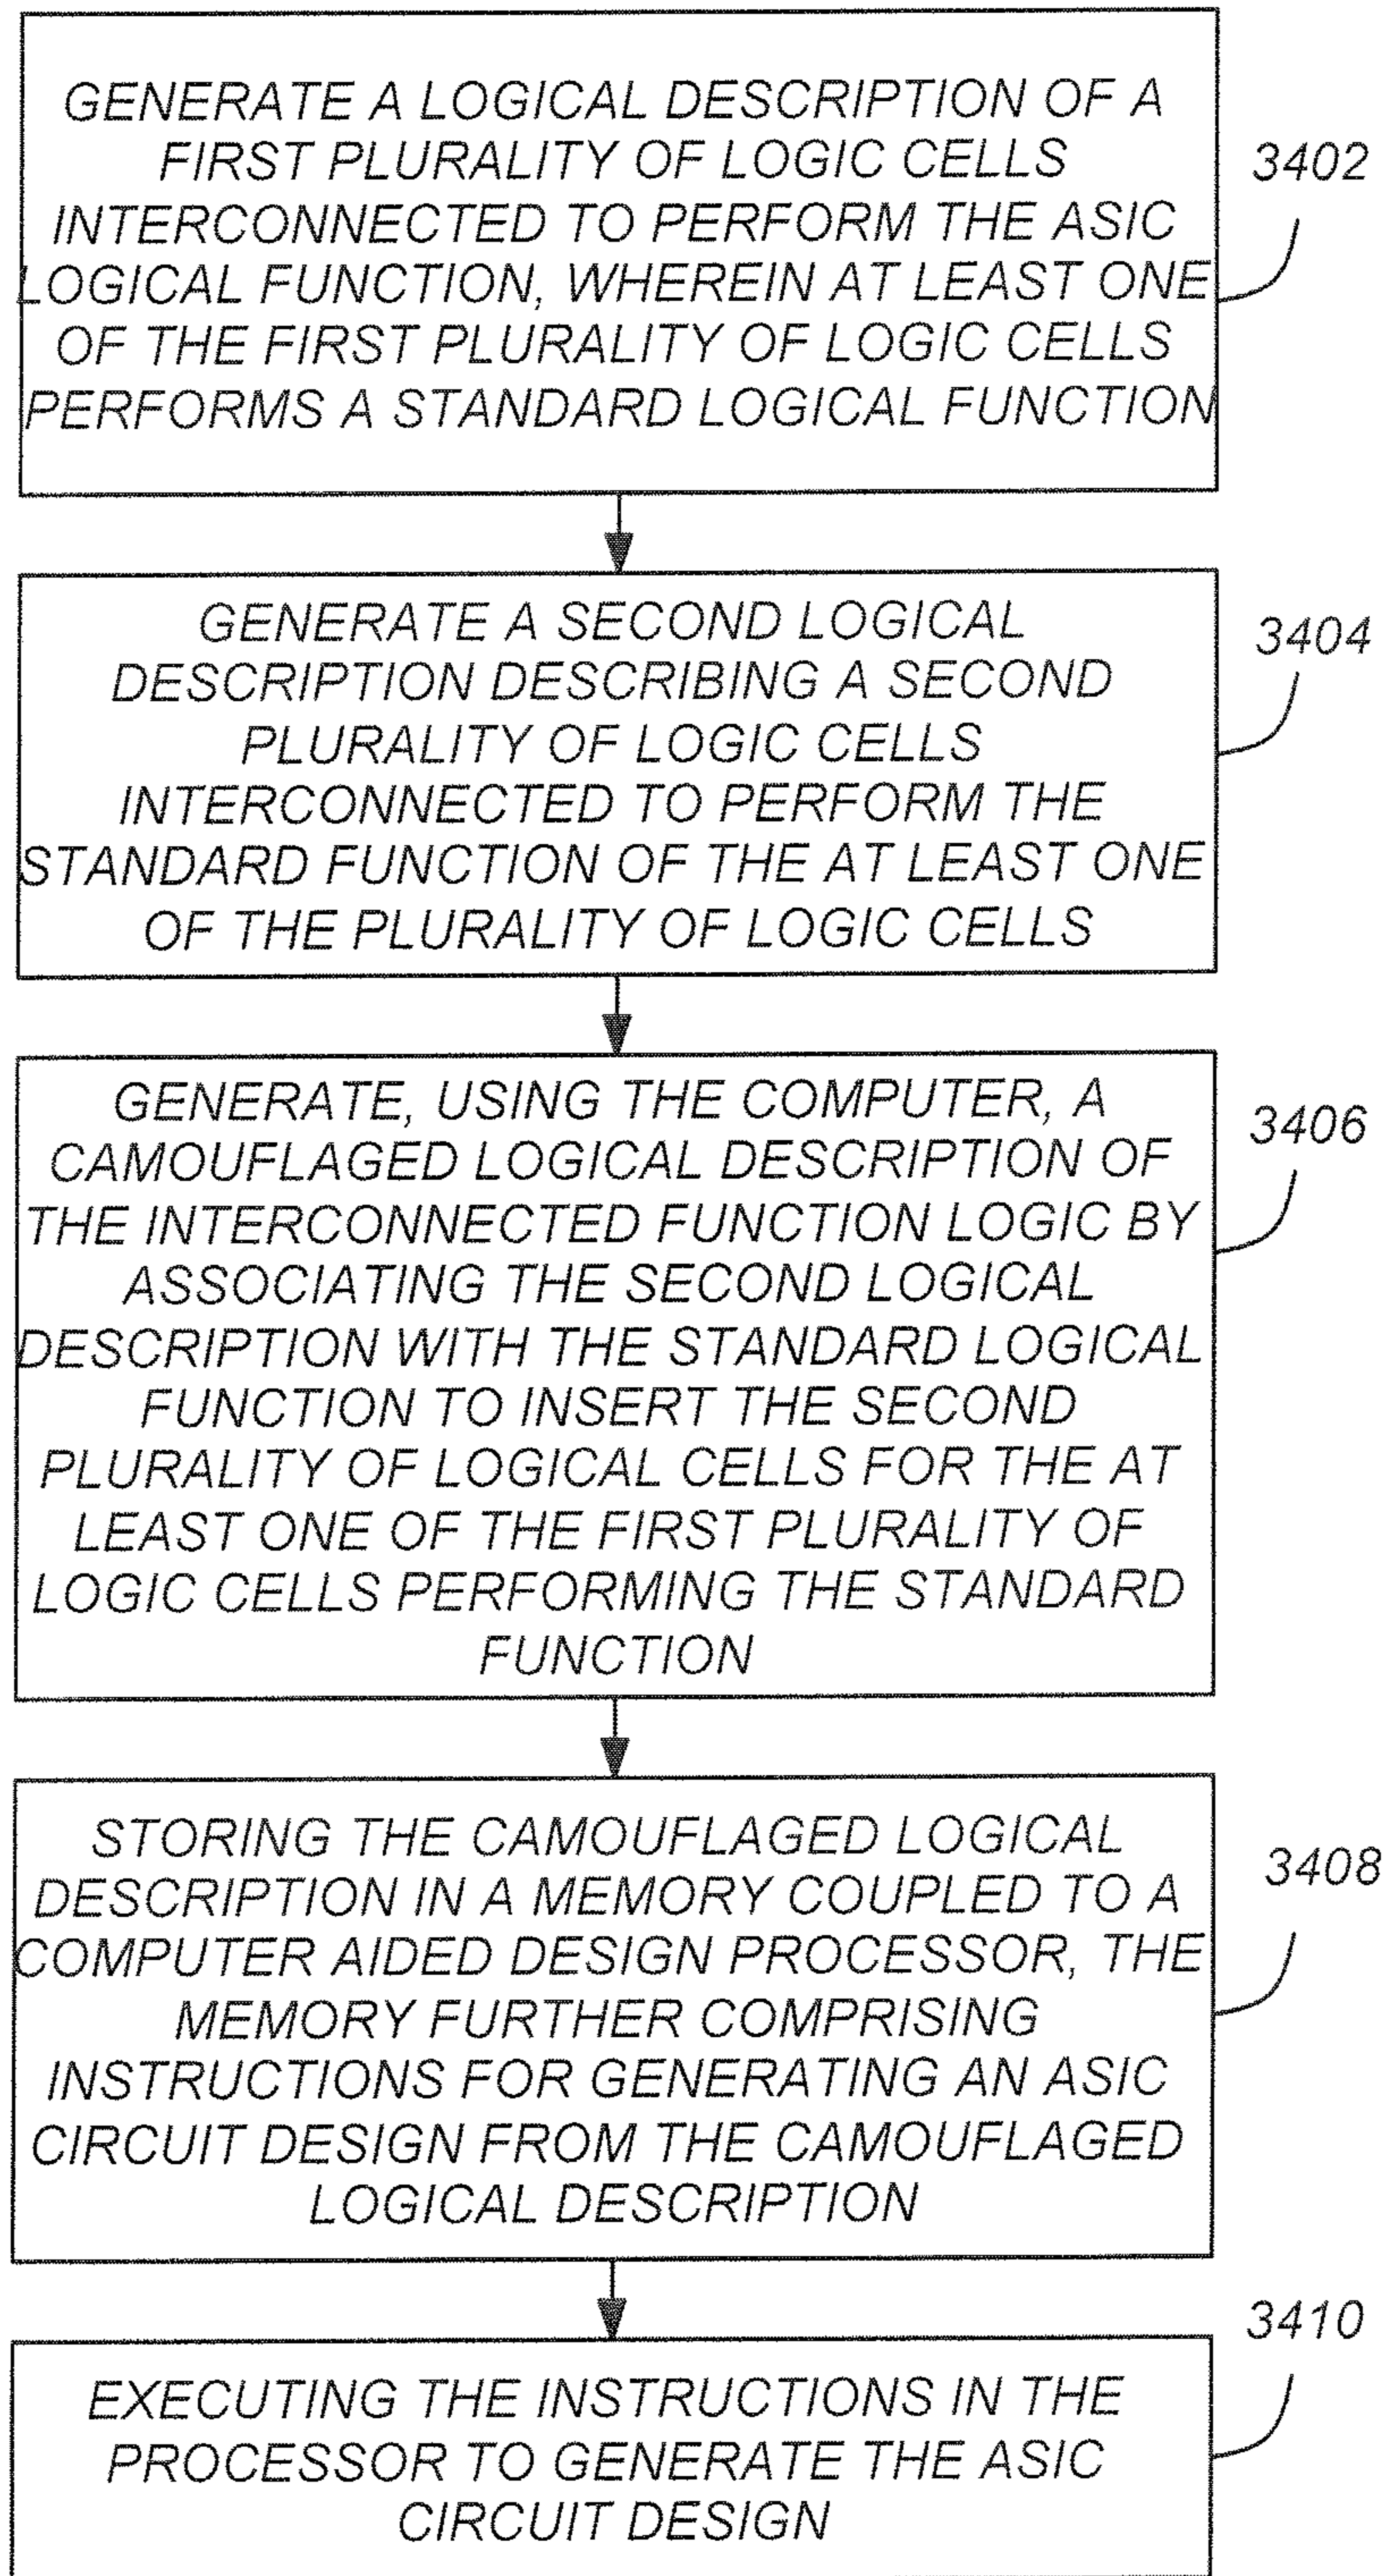 GENERATE A LOGICAL DESCRIPTION OF A
FIRST PLURALITY OF LOGIC CELLS
INTERCONNECTED TO PERFORM THE ASIC
LOGICAL FUNCTION, WHEREIN AT LEAST ONE
OF THE FIRST PLURALITY OF LOGIC CELLS
PERFORMS A STANDARD LOGICAL FUNCTION
3402
GENERATE A SECOND LOGICAL
DESCRIPTION DESCRIBING A SECOND
PLURALITY OF LOGIC CELLS
INTERCONNECTED TO PERFORM THE
STANDARD FUNCTION OF THE AT LEAST ONE
OF THE PLURALITY OF LOGIC CELLS
3404
GENERATE, USING THE COMPUTER, A
CAMOUFLAGED LOGICAL DESCRIPTION OF
THE INTERCONNECTED FUNCTION LOGIC BY
ASSOCIATING THE SECOND LOGICAL
DESCRIPTION WITH THE STANDARD LOGICAL
FUNCTION TO INSERT THE SECOND
PLURALITY OF LOGICAL CELLS FOR THE AT
LEAST ONE OF THE FIRST PLURALITY OF
LOGIC CELLS PERFORMING THE STANDARD
FUNCTION
3406
STORING THE CAMOUFLAGED LOGICAL
DESCRIPTION IN A MEMORY COUPLED TO A
COMPUTER AIDED DESIGN PROCESSOR, THE
MEMORY FURTHER COMPRISING
INSTRUCTIONS FOR GENERATING AN ASIC
CIRCUIT DESIGN FROM THE CAMOUFLAGED
LOGICAL DESCRIPTION
3408
EXECUTING THE INSTRUCTIONS IN THE
PROCESSOR TO GENERATE THE ASIC
CIRCUIT DESIGN
3410